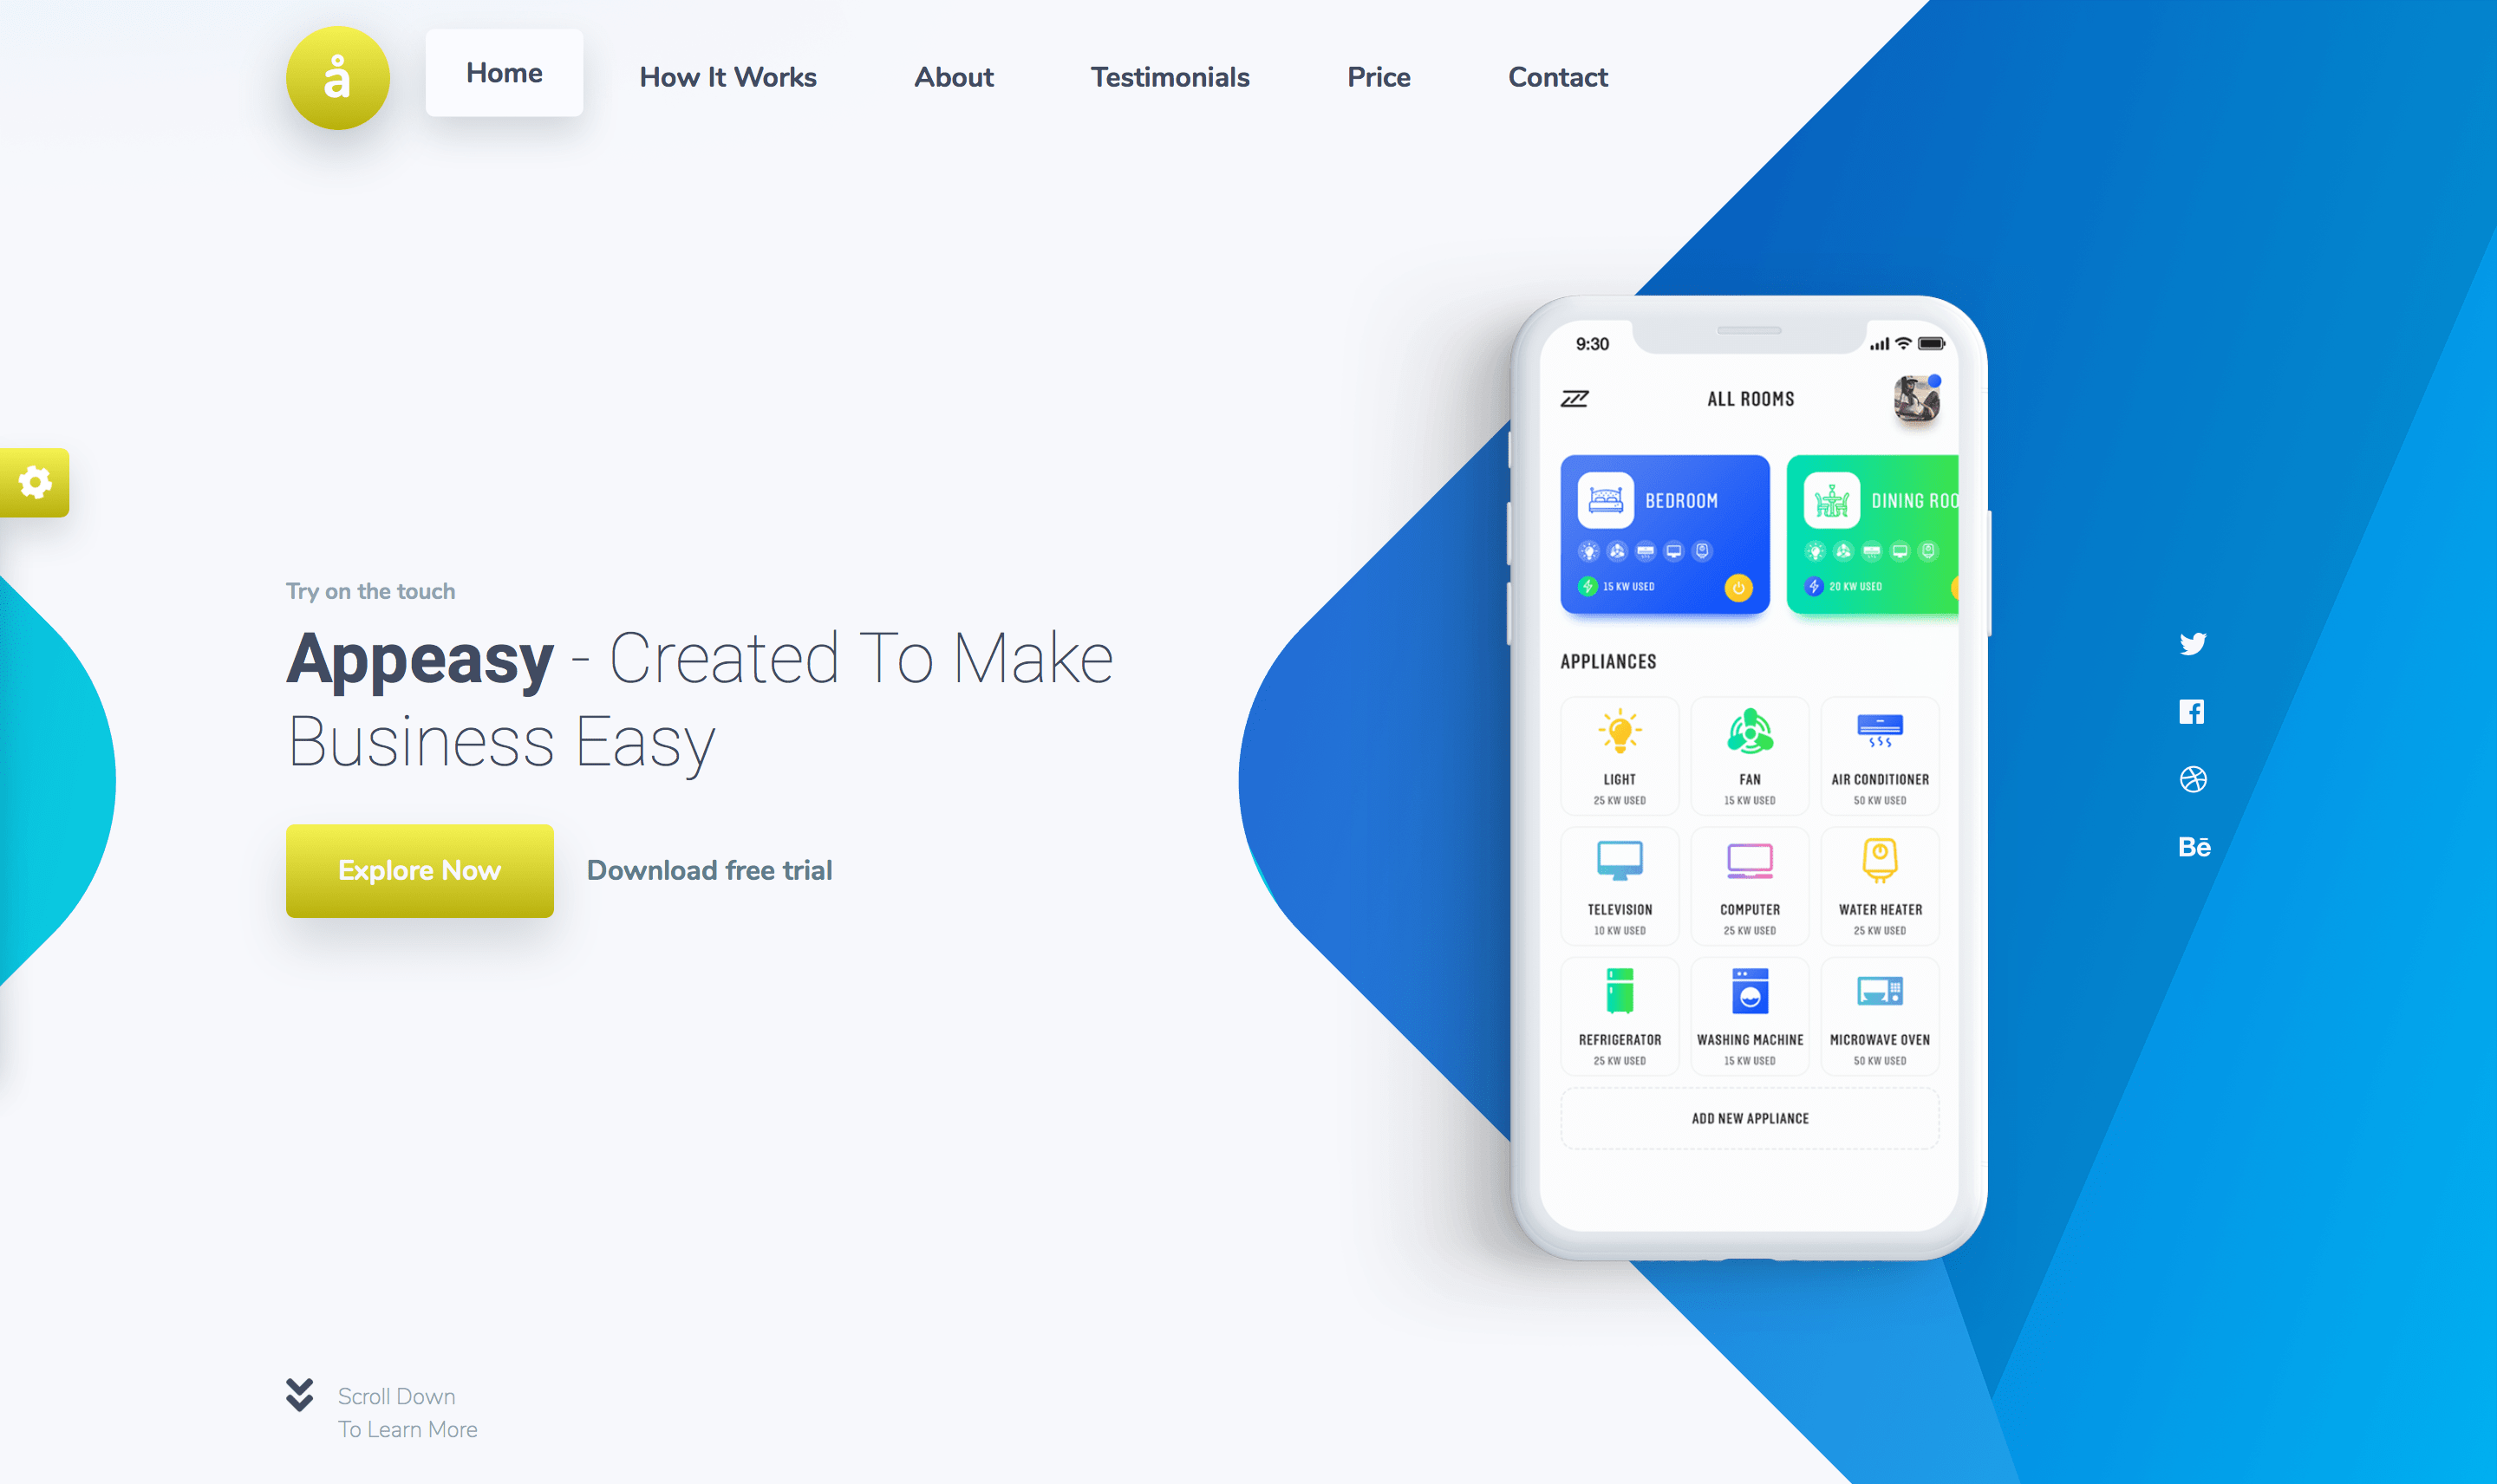 å
Home
How It Works
About
Testimonials
Price
Contact
Try on the touch
Appeasy - Created To Make
Business Easy
Explore Now
Download free trial
Scroll Down
To Learn More
9:30
ALL ROOMS
BEDROOM
15 KW USED
DINING ROO
20 KW USED
APPLIANCES
LIGHT
25 KW USED
FAN
15 KW USED
AIR CONDITIONER
50 KW USED
TELEVISION
10 KW USED
COMPUTER
25 KW USED
WATER HEATER
25 KW USED
REFRIGERATOR
25 KW USED
WASHING MACHINE
15 KW USED
MICROWAVE OVEN
50 KW USED
ADD NEW APPLIANCE
Bē